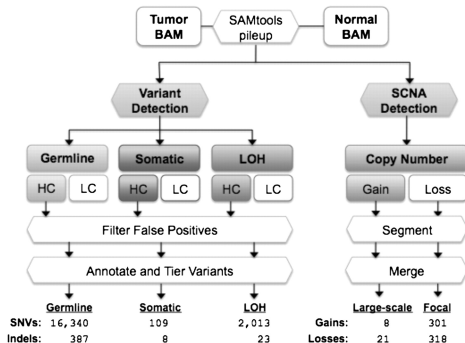 Tumor BAM
SAMtools pileup
Normal BAM
Variant Detection
SCNA Detection
Germline
Somatic
LOH
Copy Number
HC LC HC LC HC LC Gain Loss
Filter False Positives
Segment
Annotate and Tier Variants
Merge
Germline Somatic LOH Large-scale Focal
SNVs: 16,340 109 2,013 Gains: 8 301
Indels: 387 8 23 Losses: 21 318